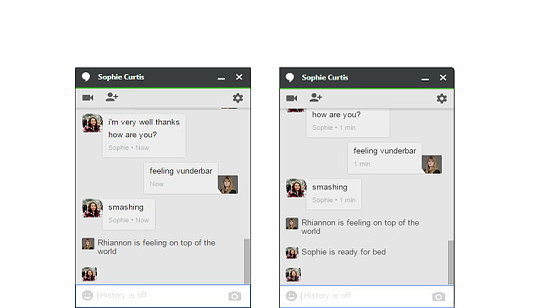 Sophie Curtis
i'm very well thanks
how are you?
Sophie • Now
feeling vunderbar
Now
smashing
Sophie • Now
Rhiannon is feeling on top of the
world
History is off
Sophie Curtis
how are you?
Sophie • 1 min
feeling vunderbar
1 min
smashing
Sophie • 1 min
Rhiannon is feeling on top of the
world
Sophie is ready for bed
History is off